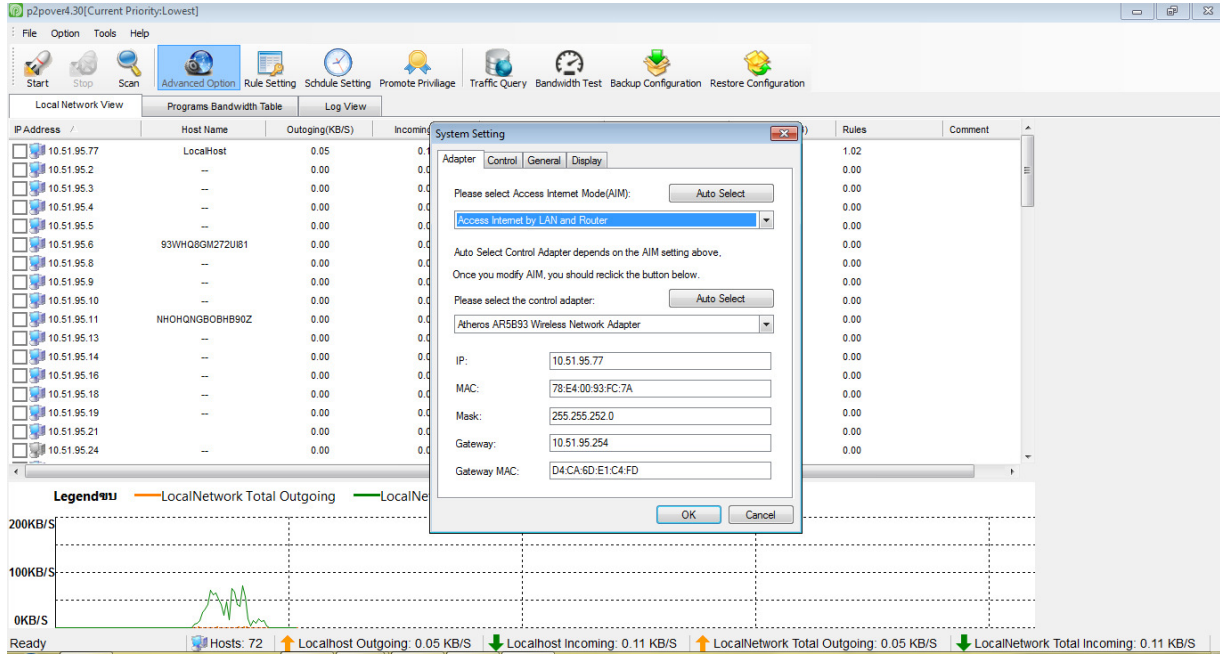 p2pover4.30[Current Priority:Lowest]
File Option Tools Help
Start Stop Scan Advanced Option Rule Setting Schdule Setting Promote Priviliage Traffic Query Bandwidth Test Backup Configuration Restore Configuration
Local Network View Programs Bandwidth Table Log View
IP Address Host Name Outoging(KB/S) Incoming Rules Comment
10.51.95.77 LocalHost 0.05 1.02
10.51.95.2 -- 0.00 0.00
10.51.95.3 -- 0.00 0.00
10.51.95.4 -- 0.00 0.00
10.51.95.5 -- 0.00 0.00
10.51.95.6 93WHQ8GM272UI81 0.00 0.00
10.51.95.8 -- 0.00 0.00
10.51.95.9 -- 0.00 0.00
10.51.95.10 -- 0.00 0.00
10.51.95.11 NHOHQNGBOBHB90Z 0.00 0.00
10.51.95.13 -- 0.00 0.00
10.51.95.14 -- 0.00 0.00
10.51.95.16 -- 0.00 0.00
10.51.95.18 -- 0.00 0.00
10.51.95.19 -- 0.00 0.00
10.51.95.21 0.00 0.00
10.51.95.24 -- 0.00 0.00
System Setting
Adapter Control General Display
Please select Access Internet Mode(AIM): Auto Select
Access Internet by LAN and Router
Auto Select Control Adapter depends on the AIM setting above,
Once you modify AIM, you should reclick the button below.
Please select the control adapter: Auto Select
Atheros AR5B93 Wireless Network Adapter
IP: 10.51.95.77
MAC: 78:E4:00:93:FC:7A
Mask: 255.255.252.0
Gateway: 10.51.95.254
Gateway MAC: D4:CA:6D:E1:C4:FD
OK Cancel
Legendขบ LocalNetwork Total Outgoing LocalNe
200KB/S
100KB/S
0KB/S
Ready Hosts: 72 Localhost Outgoing: 0.05 KB/S Localhost Incoming: 0.11 KB/S LocalNetwork Total Outgoing: 0.05 KB/S LocalNetwork Total Incoming: 0.11 KB/S